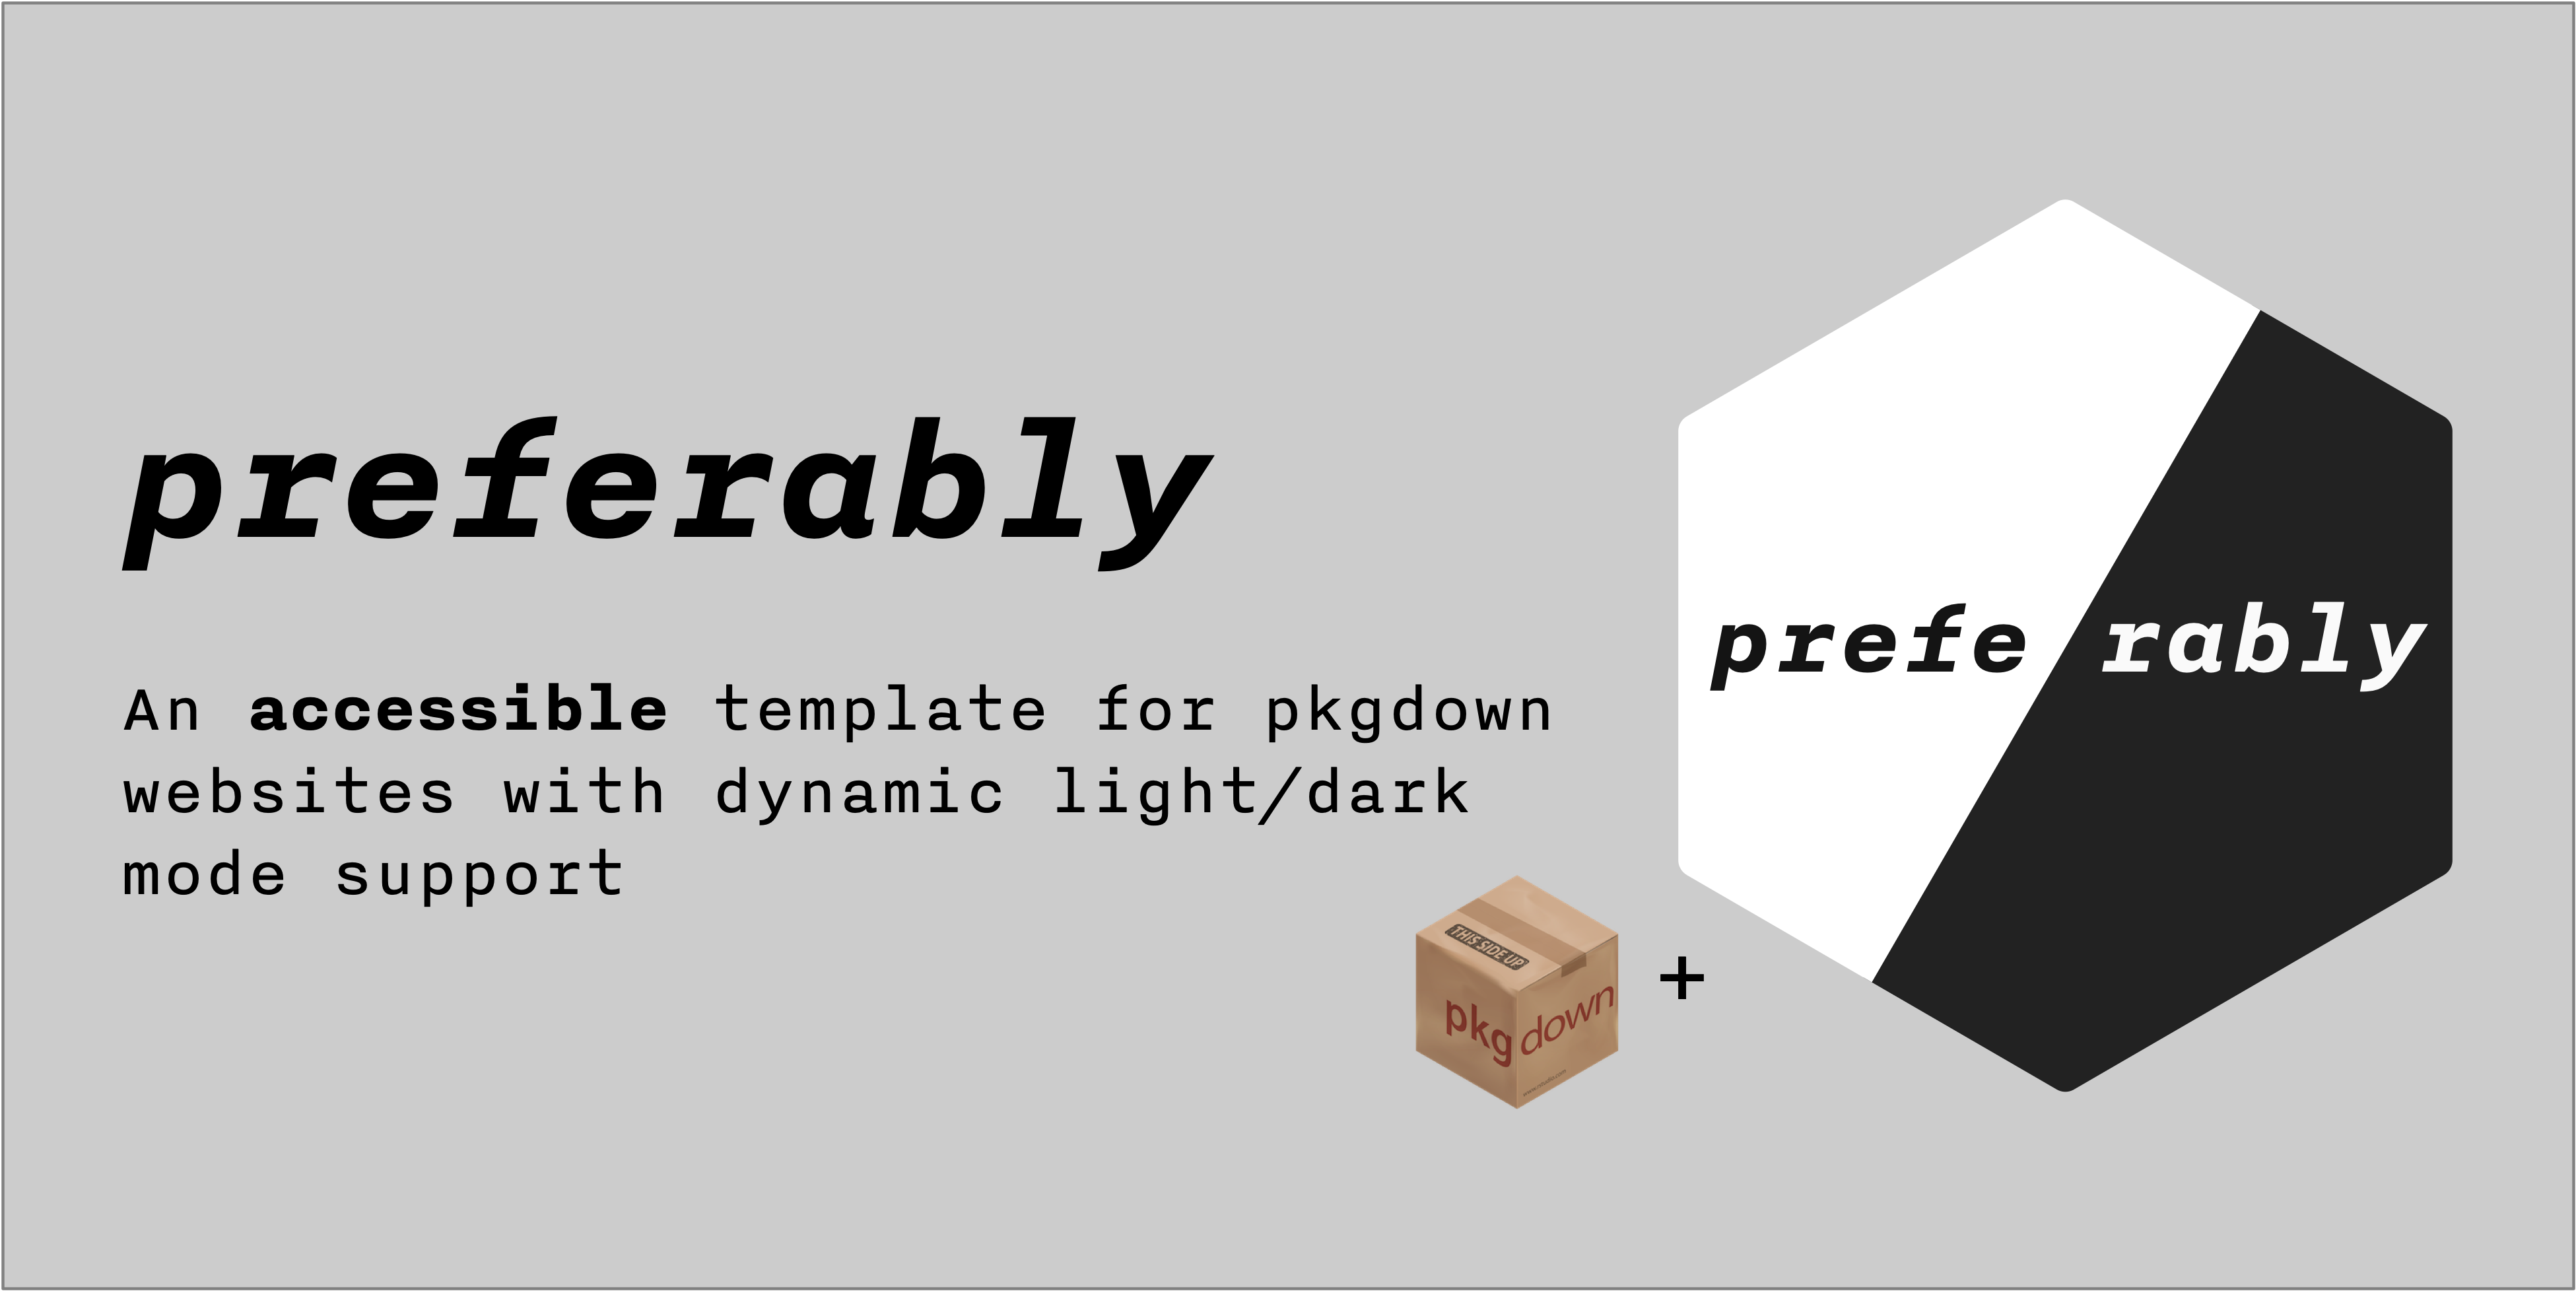 preferably
An accessible template for pkgdown
websites with dynamic light/dark
mode support
prefe rably
THIS SIDE UP
pkgdown
+